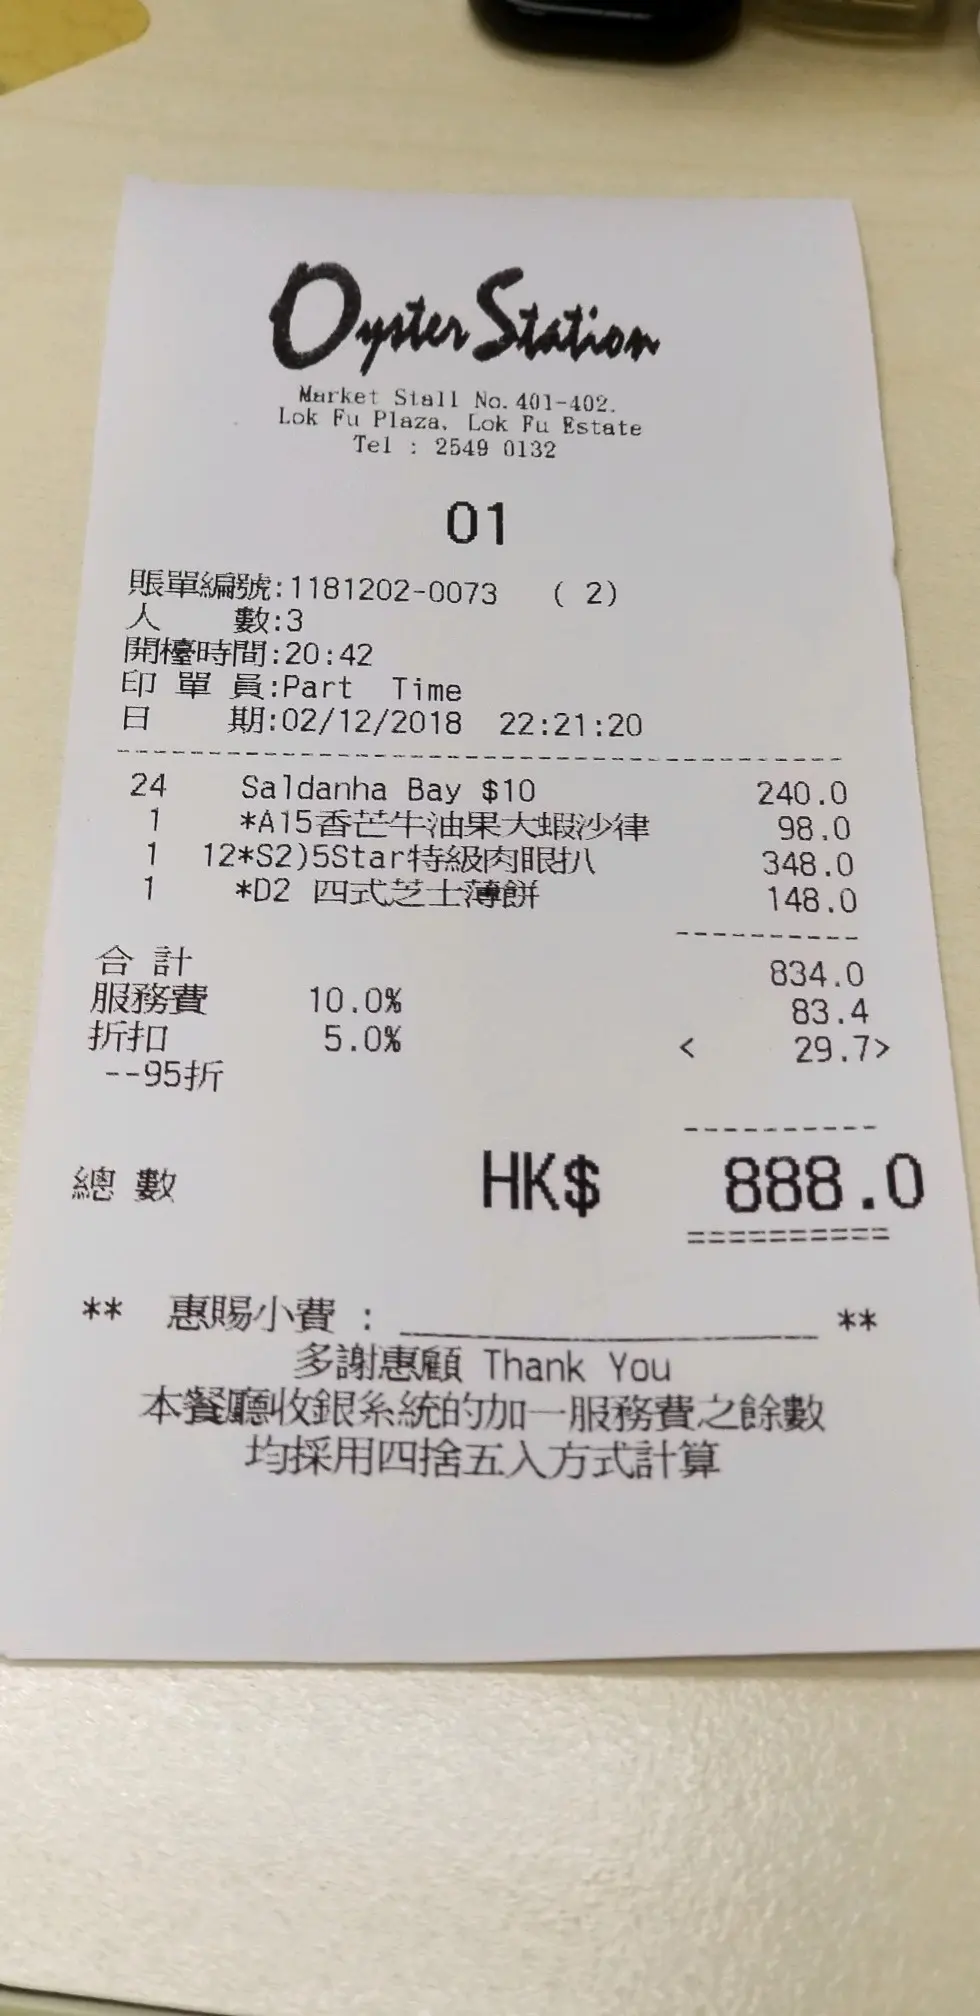 Oyster Station
Market Stall No. 401-402.
Lok Fu Plaza, Lok Fu Estate
Tel : 2549 0132
01
賬單編號:1181202-0073 ( 2)
人 數:3
開檯時間:20:42
印 單 員:Part Time
日 期:02/12/2018 22:21:20
24 Saldanha Bay $10 240.0
1 *A15香芒牛油果大蝦沙律 98.0
1 12*S2)5Star特級肉眼扒 348.0
1 *D2 四式芝士薄餅 148.0
合 計 834.0
服務費 10.0% 83.4
折扣 5.0% < 29.7>
--95折
總 數 HK$ 888.0
** 惠賜小費 : **
多謝惠顧 Thank You
本餐廳收銀系統的加一服務費之餘數
均採用四捨五入方式計算